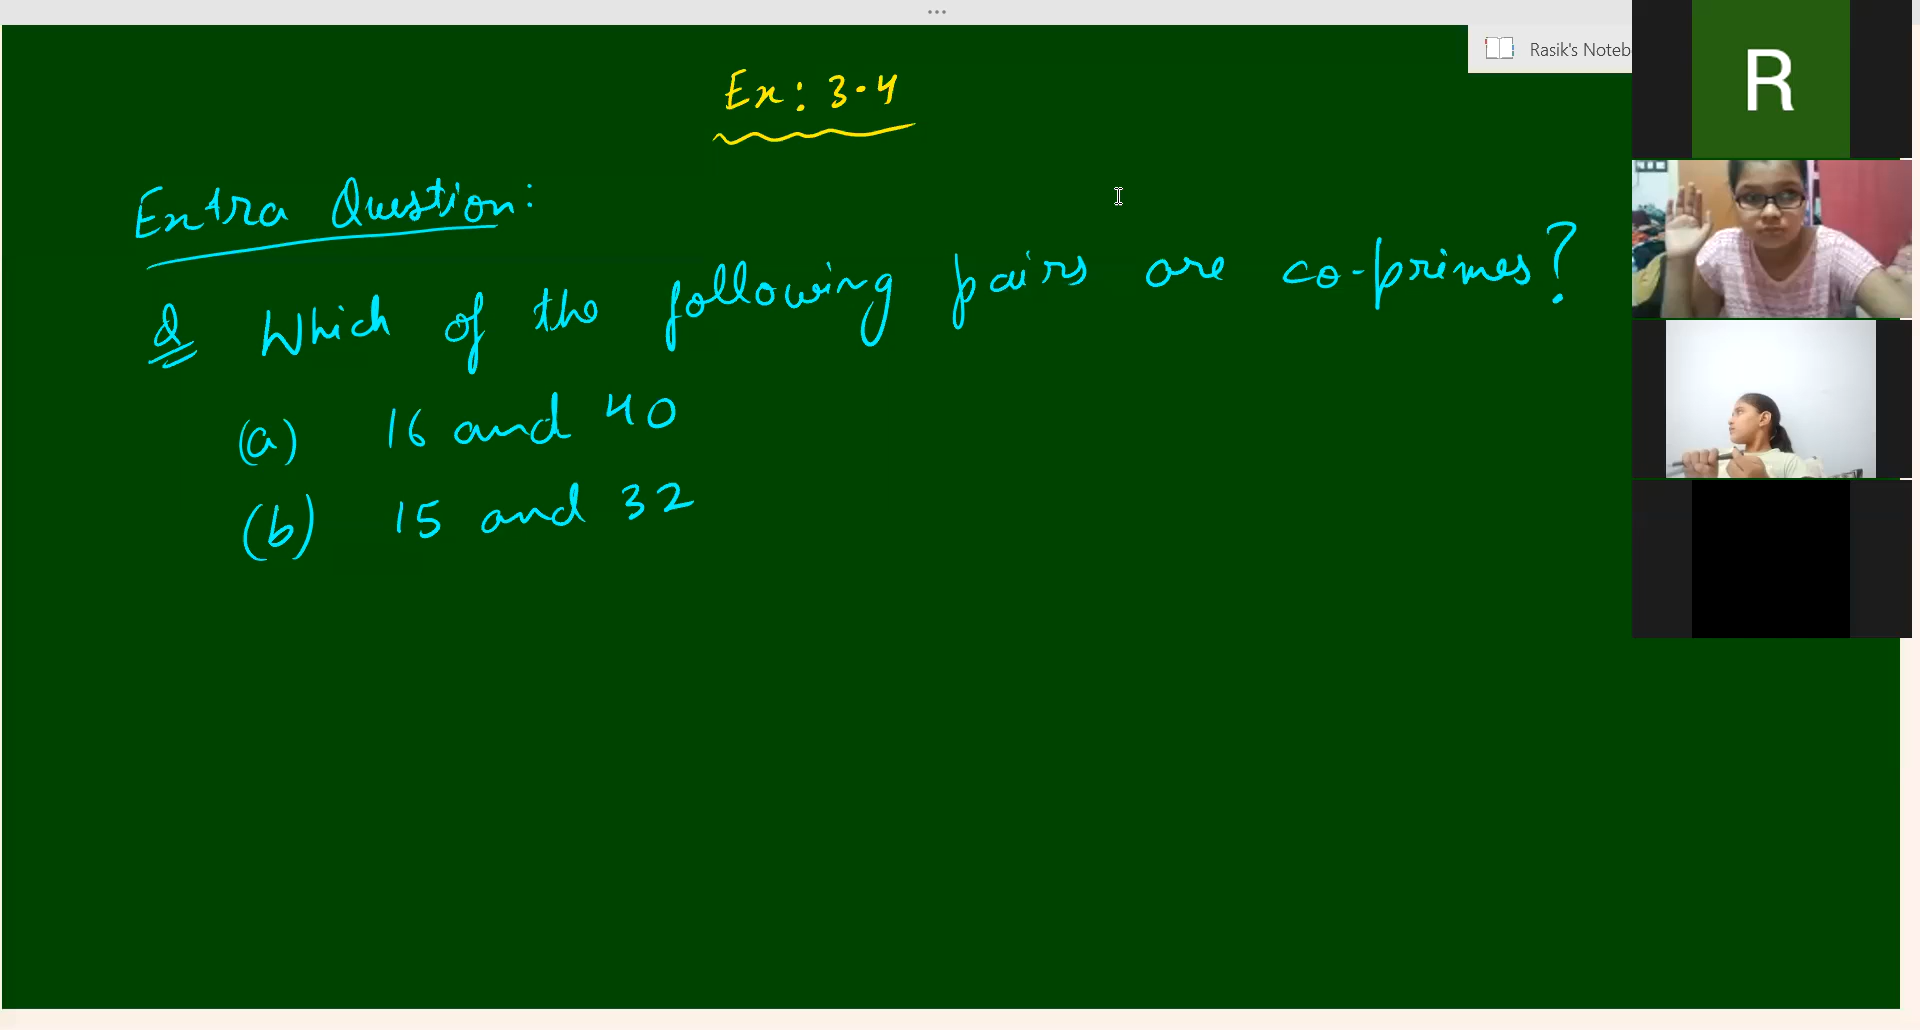 Ex: 3.4
Rasik's Noteb
R
Extra Question:
Q Which of the following pairs are co-primes?
(a) 16 and 40
(b) 15 and 32